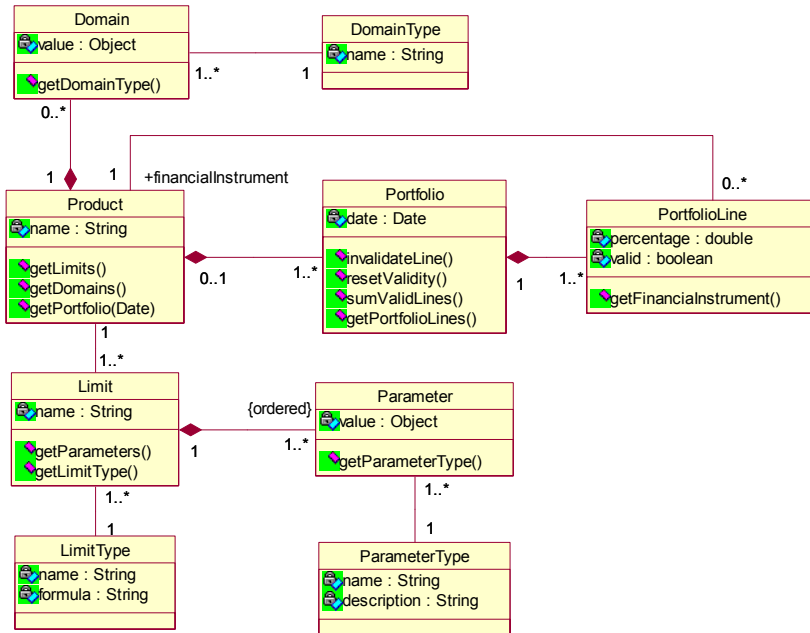 Domain
value : Object
getDomainType()
DomainType
name : String
1..*
1
0..*
1
1
+financialInstrument
0..*
Product
name : String
getLimits()
getDomains()
getPortfolio(Date)
0..1
1..*
Portfolio
date : Date
invalidateLine()
resetValidity()
sumValidLines()
getPortfolioLines()
1
1..*
PortfolioLine
percentage : double
valid : boolean
getFinancialInstrument()
1
1..*
Limit
name : String
getParameters()
getLimitType()
{ordered}
1
1..*
Parameter
value : Object
getParameterType()
1..*
1
1..*
1
LimitType
name : String
formula : String
ParameterType
name : String
description : String